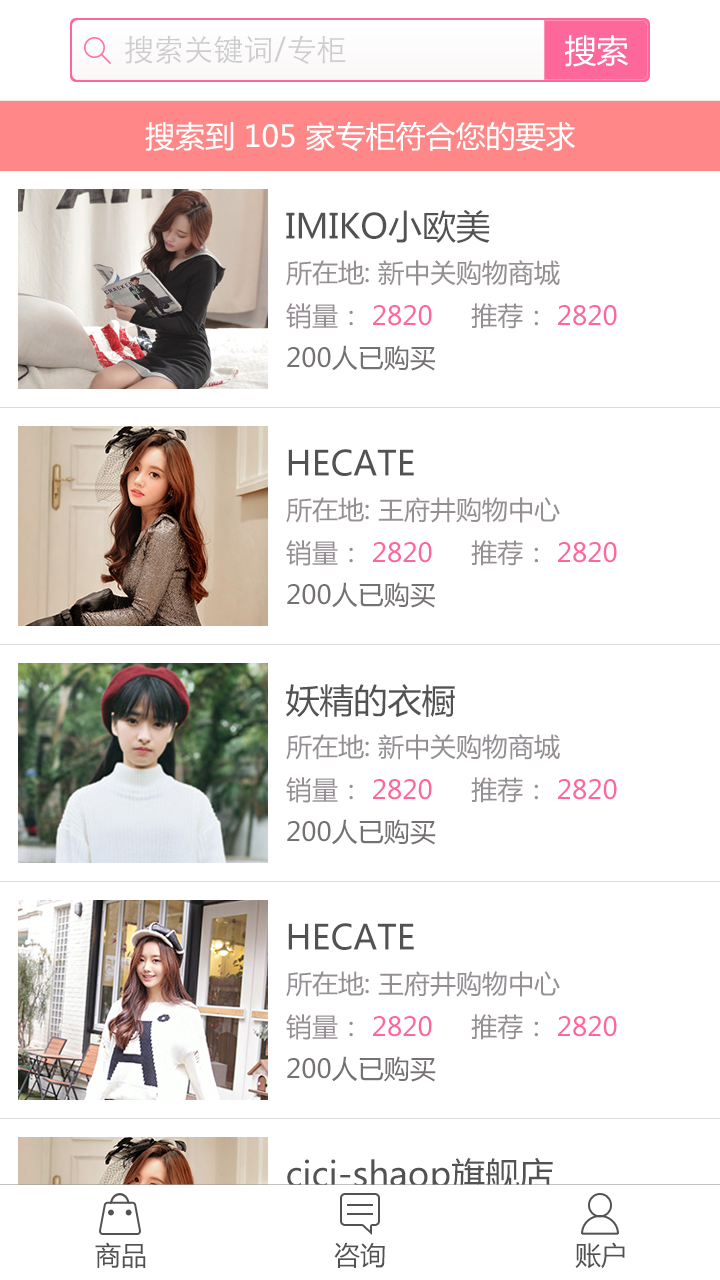 搜索关键词/专柜
搜索
搜索到 105 家专柜符合您的要求
IMIKO小欧美
所在地: 新中关购物商城
销量： 2820 推荐： 2820
200人已购买
HECATE
所在地: 王府井购物中心
销量： 2820 推荐： 2820
200人已购买
妖精的衣橱
所在地: 新中关购物商城
销量： 2820 推荐： 2820
200人已购买
HECATE
所在地: 王府井购物中心
销量： 2820 推荐： 2820
200人已购买
cici-shaop旗舰店
商品
咨询
账户